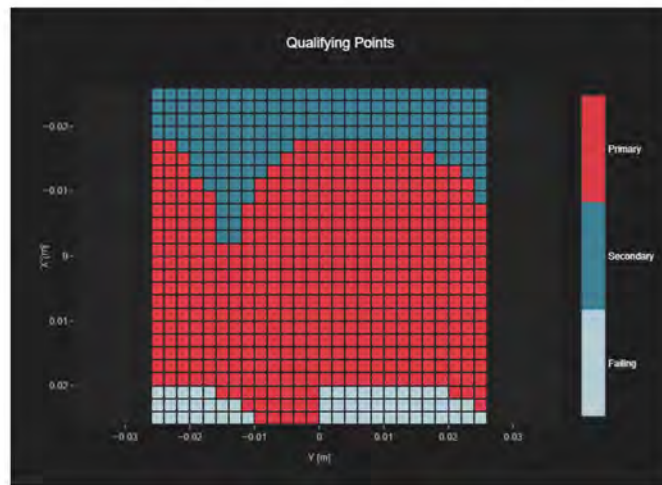 Qualifying Points
−0.02
−0.01
0
0.01
0.02
X [m]
−0.03
−0.02
−0.01
0
0.01
0.02
0.03
Y [m]
Primary
Secondary
Failing